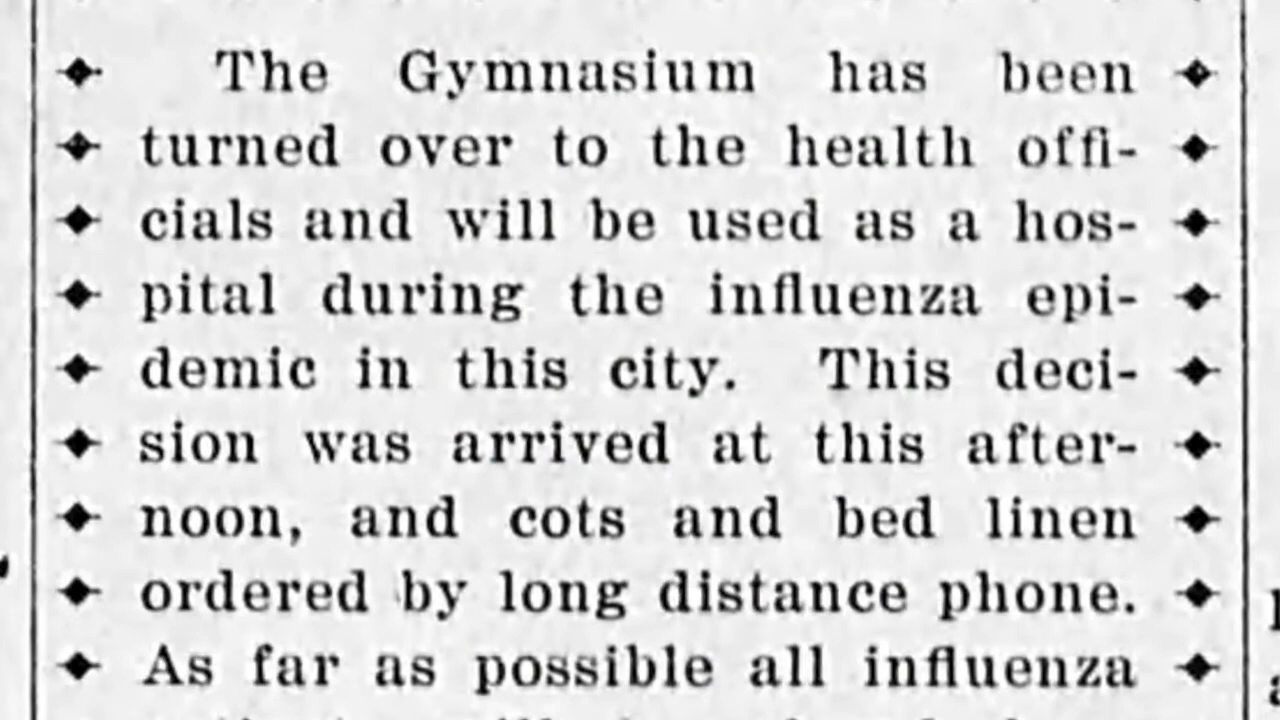 The Gymnasium has been
turned over to the health offi-
cials and will be used as a hos-
pital during the influenza epi-
demic in this city. This deci-
sion was arrived at this after-
noon, and cots and bed linen
ordered by long distance phone.
As far as possible all influenza